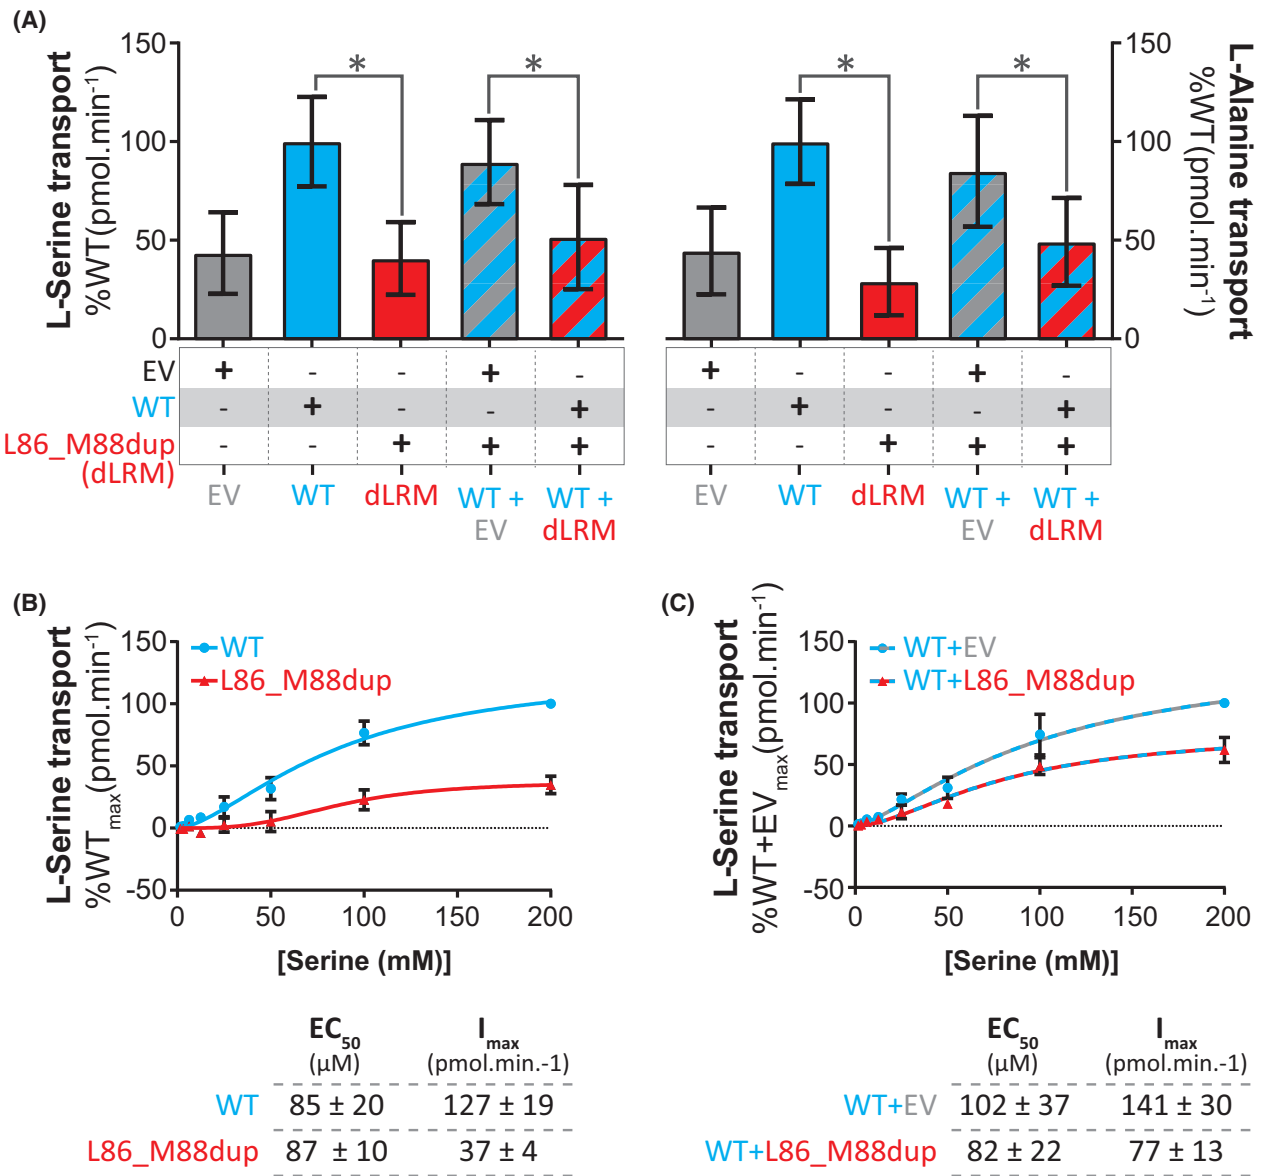 (A)
L-Serine transport
%WT(pmol.min⁻¹)
150
100
50
0
* *
* *
150
100
50
0
L-Alanine transport
%WT(pmol.min⁻¹)
EV + - - + - + - - + -
WT - + - - + - + - - +
L86_M88dup - - + + + - - + + +
(dLRM)
EV WT dLRM WT + WT + EV WT dLRM WT + WT +
EV dLRM EV dLRM
(B)
L-Serine transport
%WTmax(pmol.min⁻¹)
150
100
50
0
-50
WT
L86_M88dup
0 50 100 150 200
[Serine (mM)]
EC50 Imax
(µM) (pmol.min.-1)
WT 85 ± 20 127 ± 19
L86_M88dup 87 ± 10 37 ± 4
(C)
L-Serine transport
%WT+EVmax(pmol.min⁻¹)
150
100
50
0
-50
WT+EV
WT+L86_M88dup
0 50 100 150 200
[Serine (mM)]
EC50 Imax
(µM) (pmol.min.-1)
WT+EV 102 ± 37 141 ± 30
WT+L86_M88dup 82 ± 22 77 ± 13